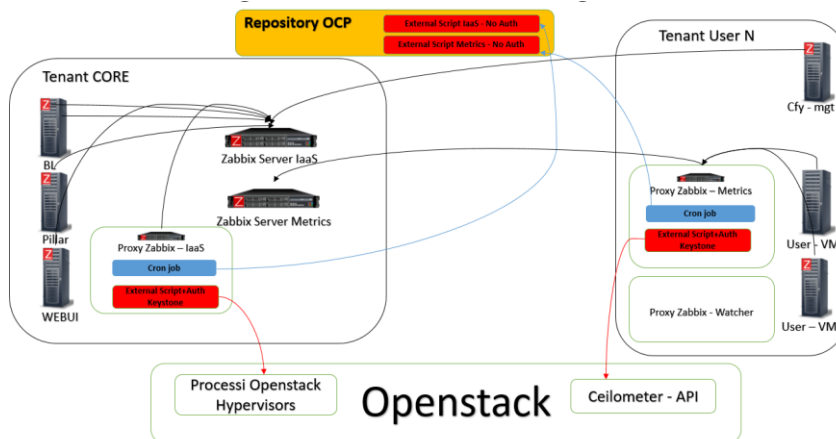 Repository OCP
External Script IaaS - No Auth
External Script Metrics - No Auth
Tenant CORE
Tenant User N
Z
BL
Z
Pillar
Z
WEBUI
Z
Zabbix Server IaaS
Z
Zabbix Server Metrics
Proxy Zabbix – IaaS
Cron job
External Script+Auth
Keystone
Z
Cfy - mgt
Proxy Zabbix – Metrics
Cron job
External Script+Auth
Keystone
Proxy Zabbix - Watcher
User - VM
Z
User – VM
Processi Openstack
Hypervisors
Openstack
Ceilometer - API